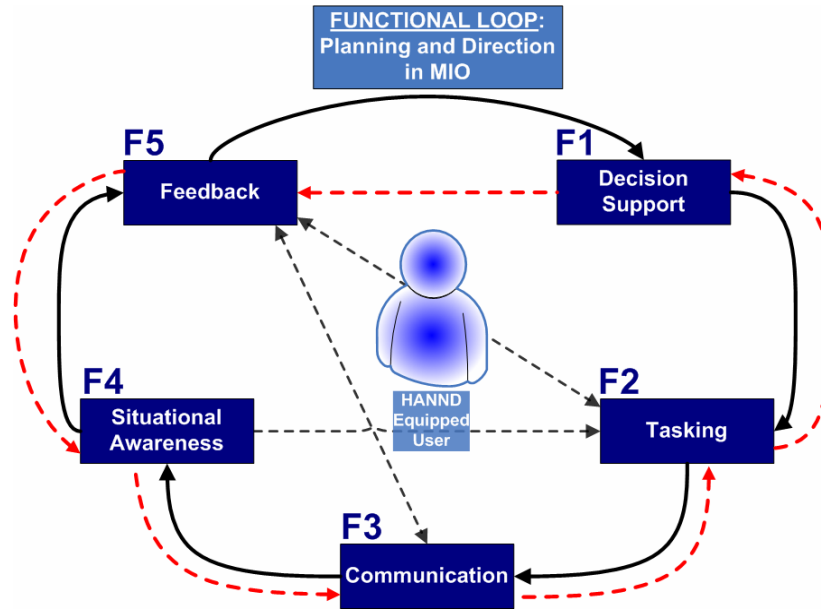 FUNCTIONAL LOOP:
Planning and Direction
in MIO
F5
Feedback
F1
Decision
Support
F4
Situational
Awareness
HANND
Equipped
User
F2
Tasking
F3
Communication